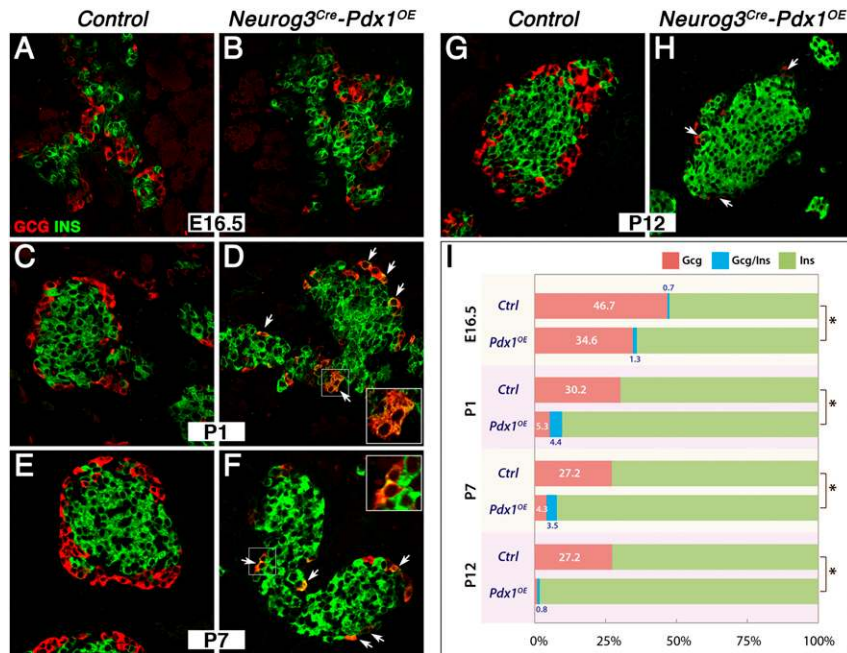 Control
Neurog3Cre-Pdx1OE
Control
Neurog3Cre-Pdx1OE
A
B
GCG INS
E16.5
C
D
P1
E
F
P7
G
H
P12
I
Gcg Gcg/Ins Ins
E16.5
Ctrl 46.7 0.7 *
Pdx1OE 34.6 1.3
P1
Ctrl 30.2 *
Pdx1OE 5.3 4.4
P7
Ctrl 27.2 *
Pdx1OE 4.3 3.5
P12
Ctrl 27.2 *
Pdx1OE 0.8
0% 25% 50% 75% 100%